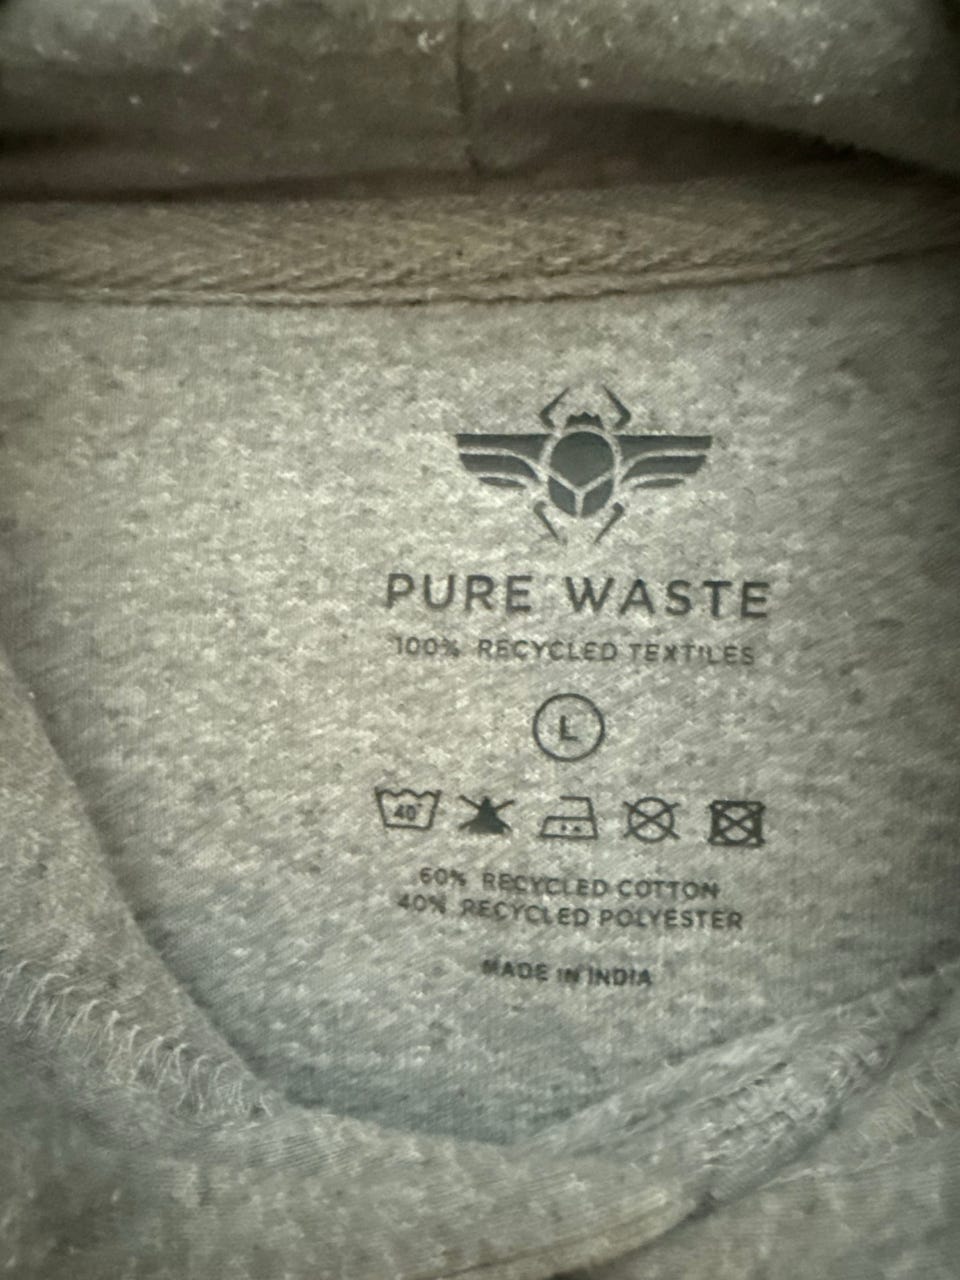 PURE WASTE
100% RECYCLED TEXTILES
L
40°
60% RECYCLED COTTON
40% RECYCLED POLYESTER
MADE IN INDIA